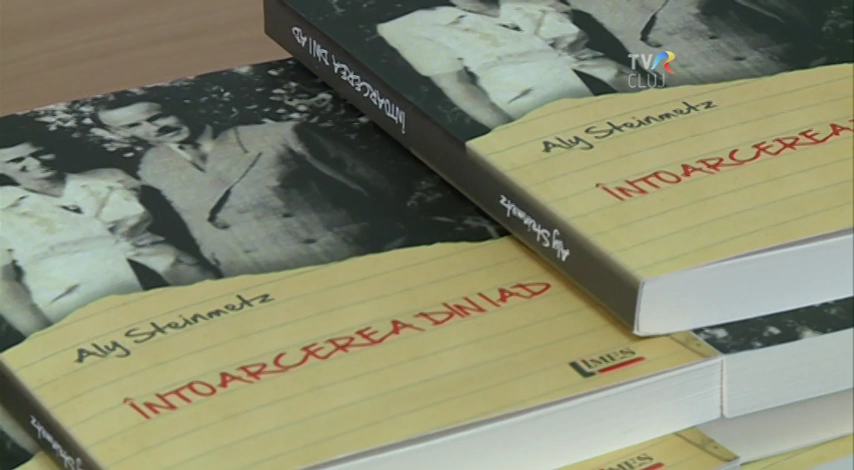 TVR
CLUJ
ÎNTOARCEREA DIN IAD
Aly Steinmetz
Aly Steinmetz
ÎNTOARCEREA
Aly Steinmetz
ÎNTOARCEREA DIN IAD
LIMES
LIMES